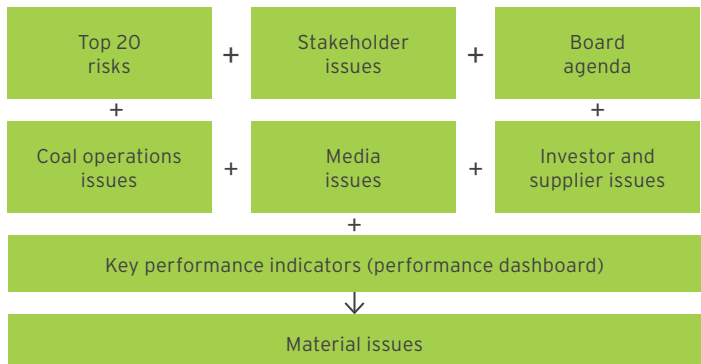 Top 20
risks
+
Stakeholder
issues
+
Board
agenda
+
+
Coal operations
issues
+
Media
issues
+
Investor and
supplier issues
+
Key performance indicators (performance dashboard)
Material issues